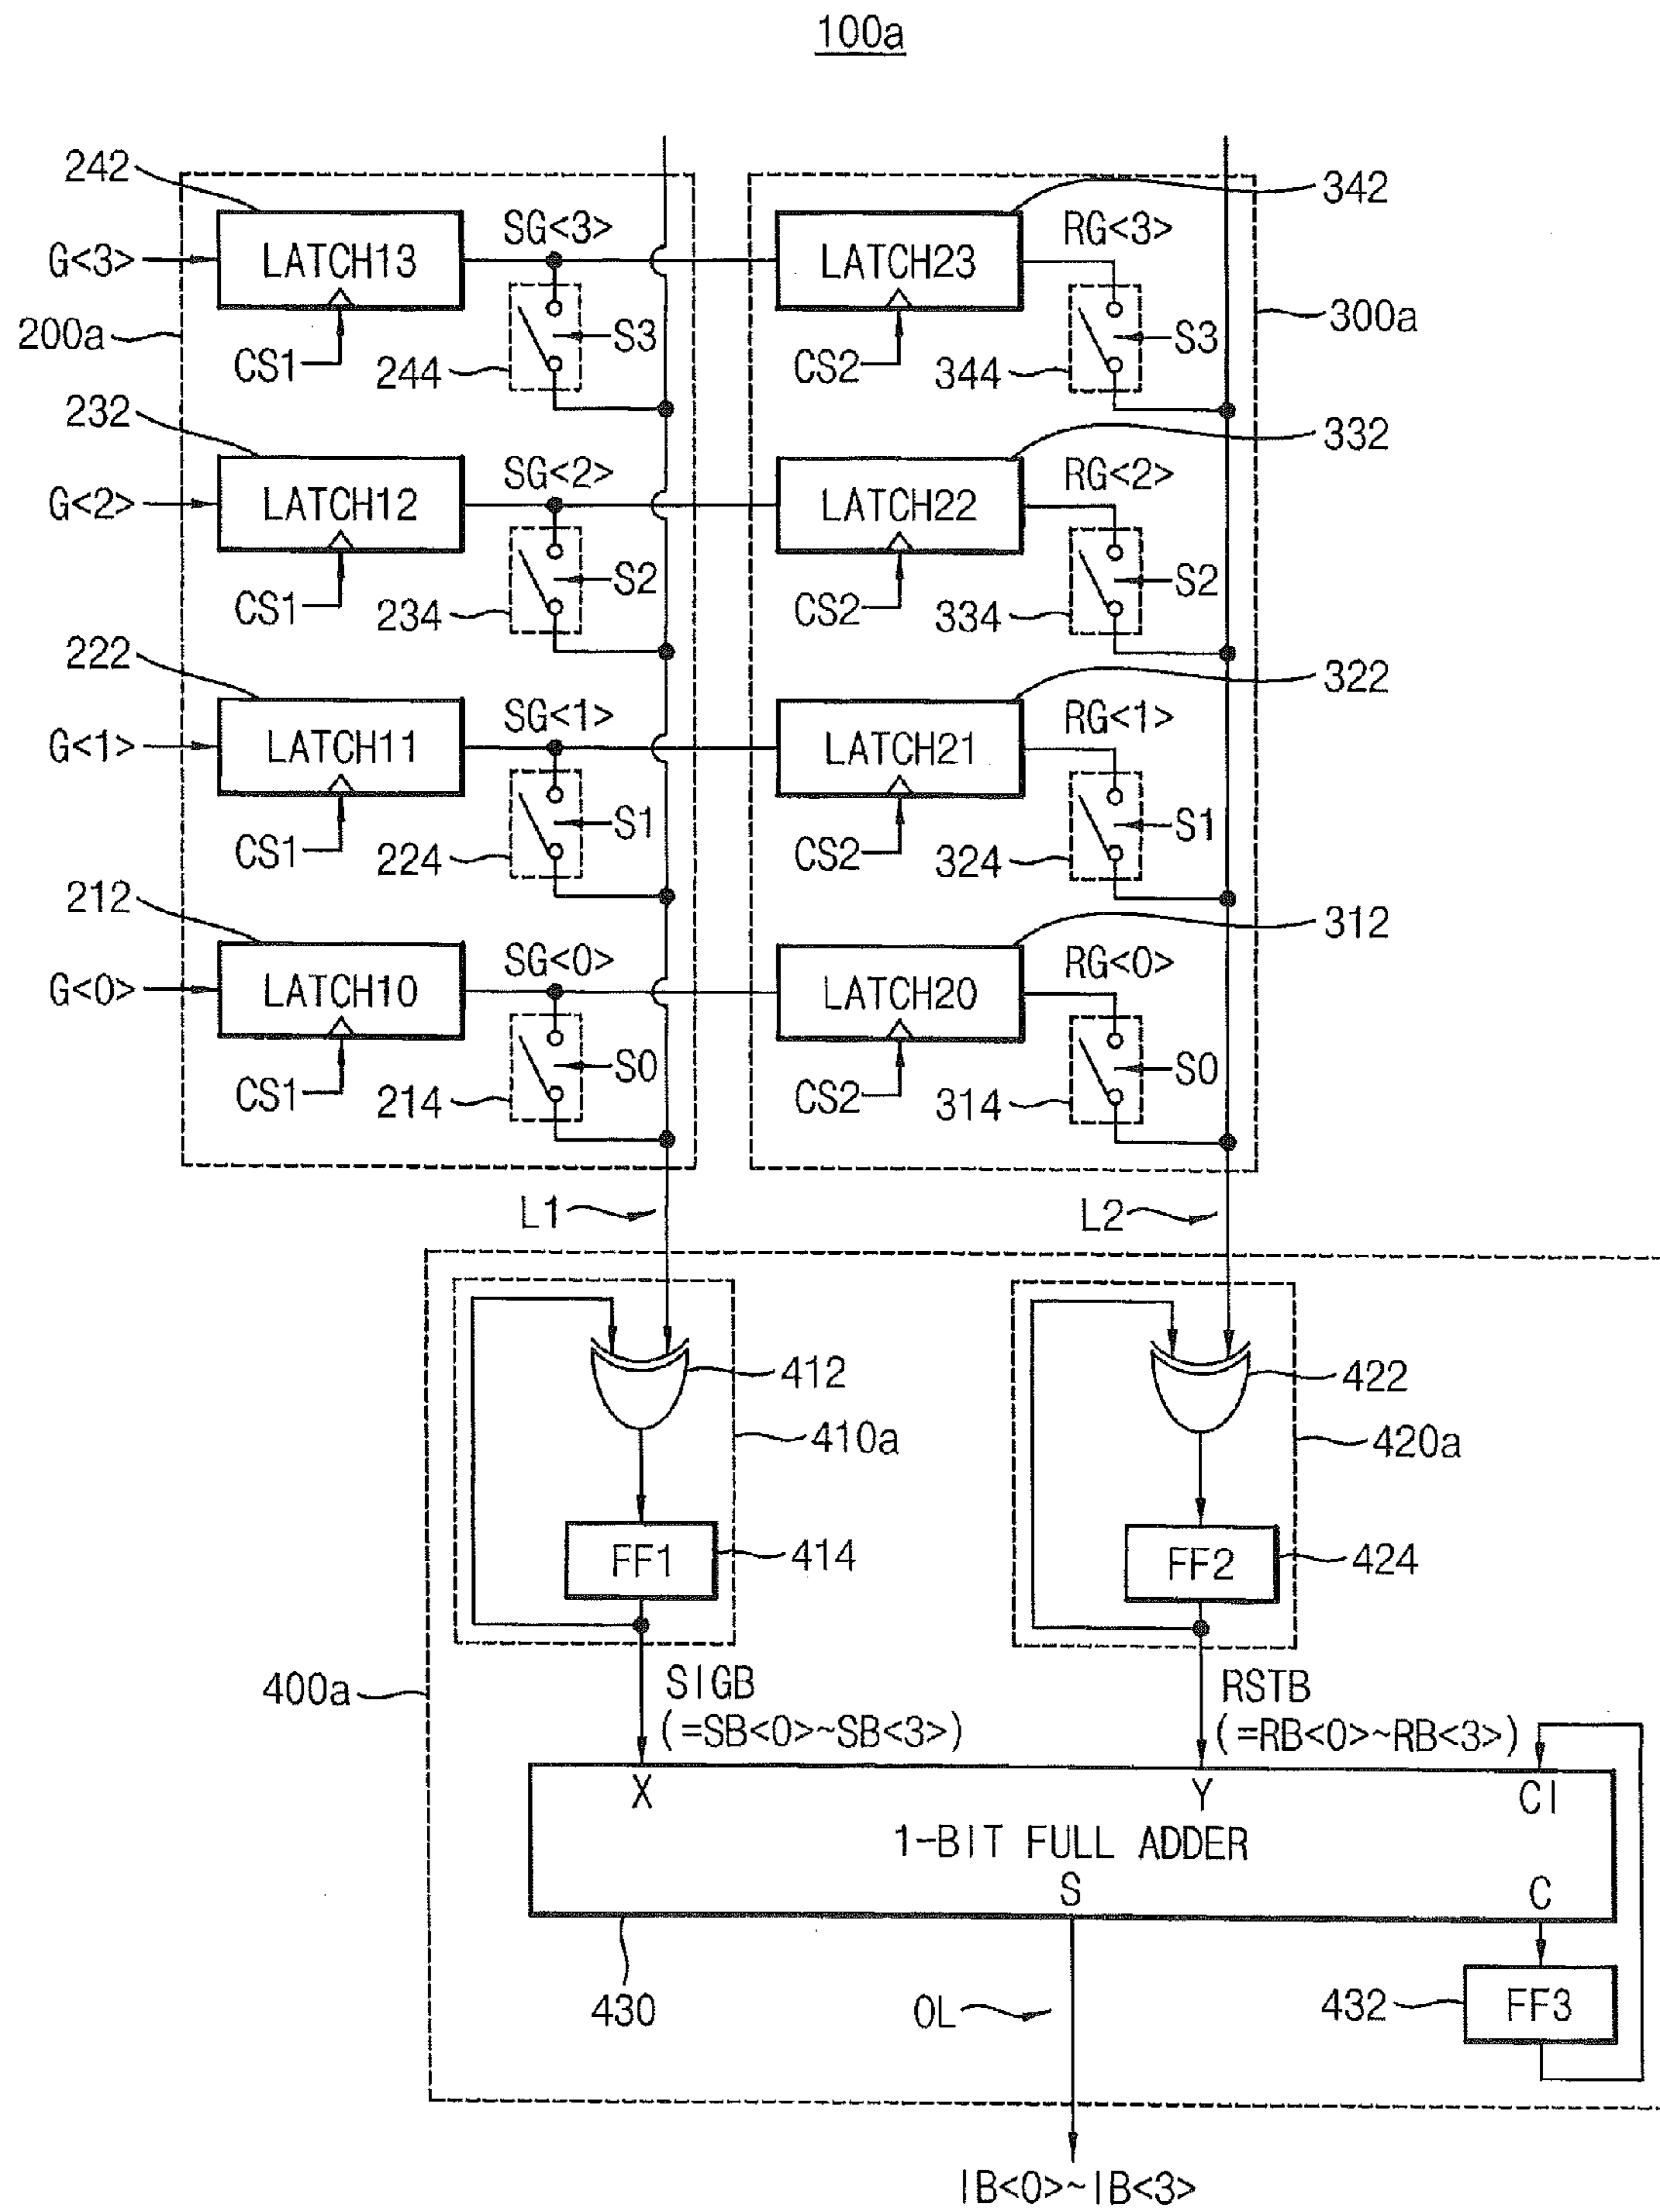 100a
242
342
SG<3>
RG<3>
G<3>
LATCH13
LATCH23
200a
300a
S3
S3
CS1
244
CS2
344
232
332
SG<2>
RG<2>
G<2>
LATCH12
LATCH22
S2
S2
CS1
234
CS2
334
222
322
SG<1>
RG<1>
G<1>
LATCH11
LATCH21
S1
S1
CS1
224
CS2
324
212
312
SG<0>
RG<0>
G<0>
LATCH10
LATCH20
S0
S0
CS1
214
CS2
314
L1
L2
412
422
410a
420a
FF1
414
FF2
424
400a
SIGB
(=SB<0>~SB<3>)
RSTB
(=RB<0>~RB<3>)
X
Y
CI
1-BIT FULL ADDER
S
C
430
OL
432
FF3
IB<0>~IB<3>